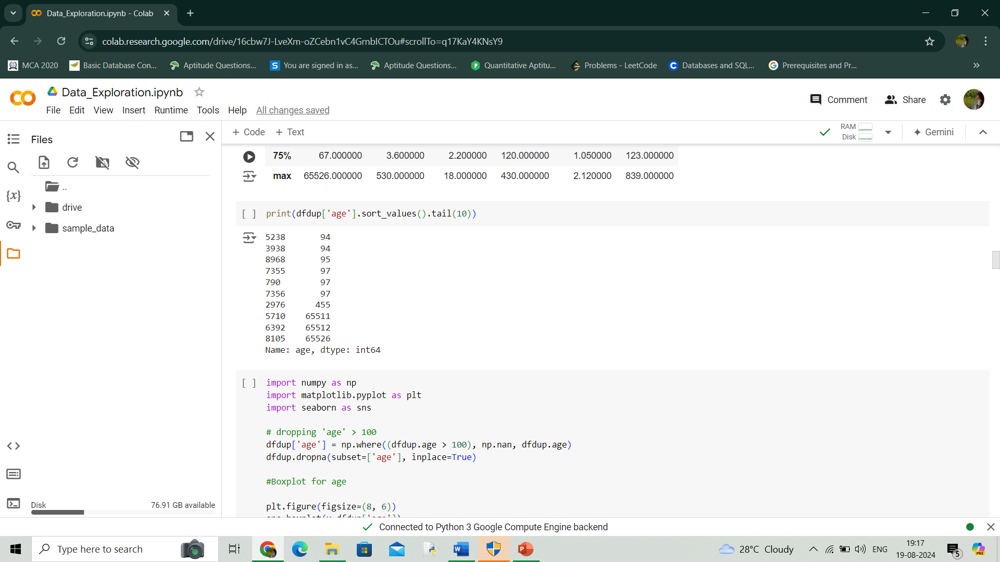 Data_Exploration.ipynb - Colab
colab.research.google.com/drive/16cbw7J-LveXm-oZCebn1vC4GrnblCTOu#scrollTo=q17KaY4KNsY9
MCA 2020 Basic Database Con... Aptitude Questions... You are signed in as... Aptitude Questions... Quantitative Aptitu... Problems - LeetCode Databases and SQL... Prerequisites and Pr... »
Data_Exploration.ipynb
Comment Share
File Edit View Insert Runtime Tools Help All changes saved
Files
..
drive
sample_data
Disk 76.91 GB available
+ Code + Text
RAM
Disk
Gemini
75% 67.000000 3.600000 2.200000 120.000000 1.050000 123.000000
max 65526.000000 530.000000 18.000000 430.000000 2.120000 839.000000
[ ] print(dfdup['age'].sort_values().tail(10))
5238 94
3938 94
8968 95
7355 97
790 97
7356 97
2976 455
5710 65511
6392 65512
8105 65526
Name: age, dtype: int64
[ ] import numpy as np
import matplotlib.pyplot as plt
import seaborn as sns
# dropping 'age' > 100
dfdup['age'] = np.where((dfdup.age > 100), np.nan, dfdup.age)
dfdup.dropna(subset=['age'], inplace=True)
#Boxplot for age
plt.figure(figsize=(8, 6))
Connected to Python 3 Google Compute Engine backend
Type here to search
28°C Cloudy
ENG
19:17
19-08-2024
5
PRE